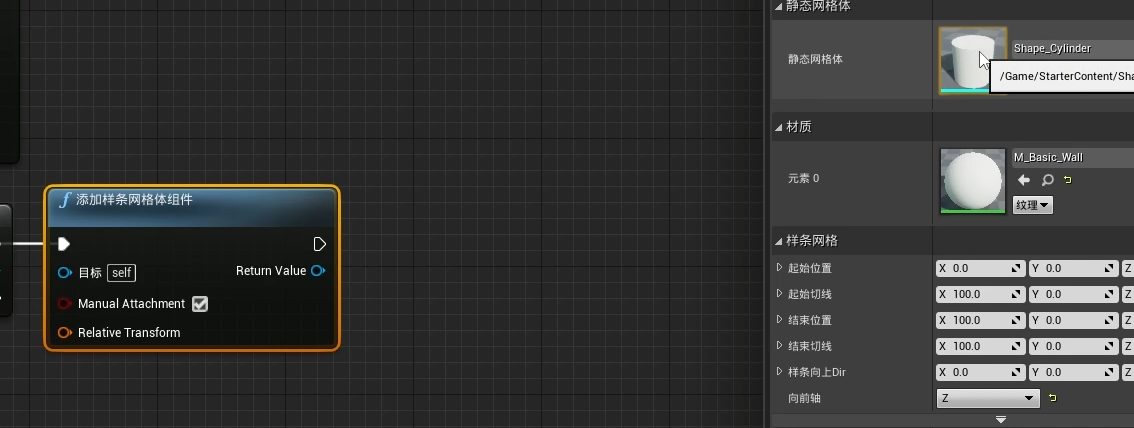 添加样条网格体组件
目标 self
Return Value
Manual Attachment
Relative Transform
静态网格体
静态网格体
Shape_Cylinder
/Game/StarterContent/Sha
材质
元素 0
M_Basic_Wall
纹理
样条网格
起始位置 X 0.0 Y 0.0 Z
起始切线 X 100.0 Y 0.0 Z
结束位置 X 100.0 Y 0.0 Z
结束切线 X 100.0 Y 0.0 Z
样条向上Dir X 0.0 Y 0.0 Z
向前轴 Z